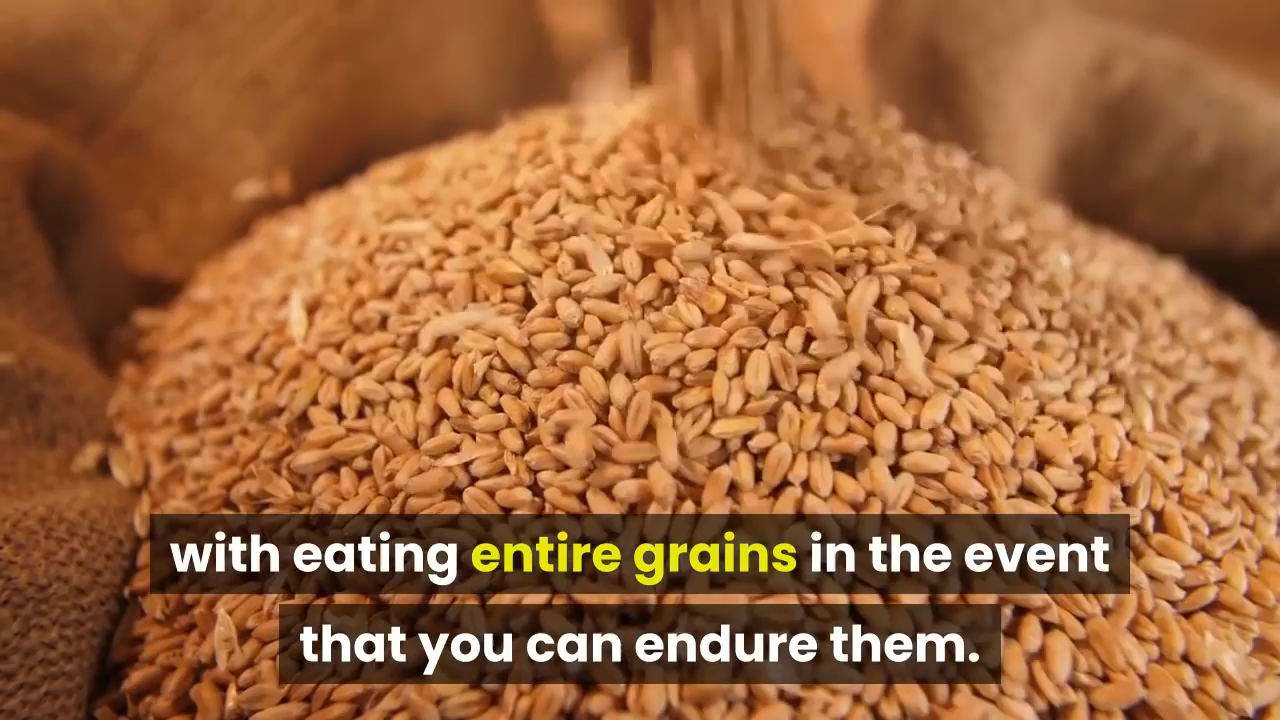 with eating entire grains in the event
that you can endure them.